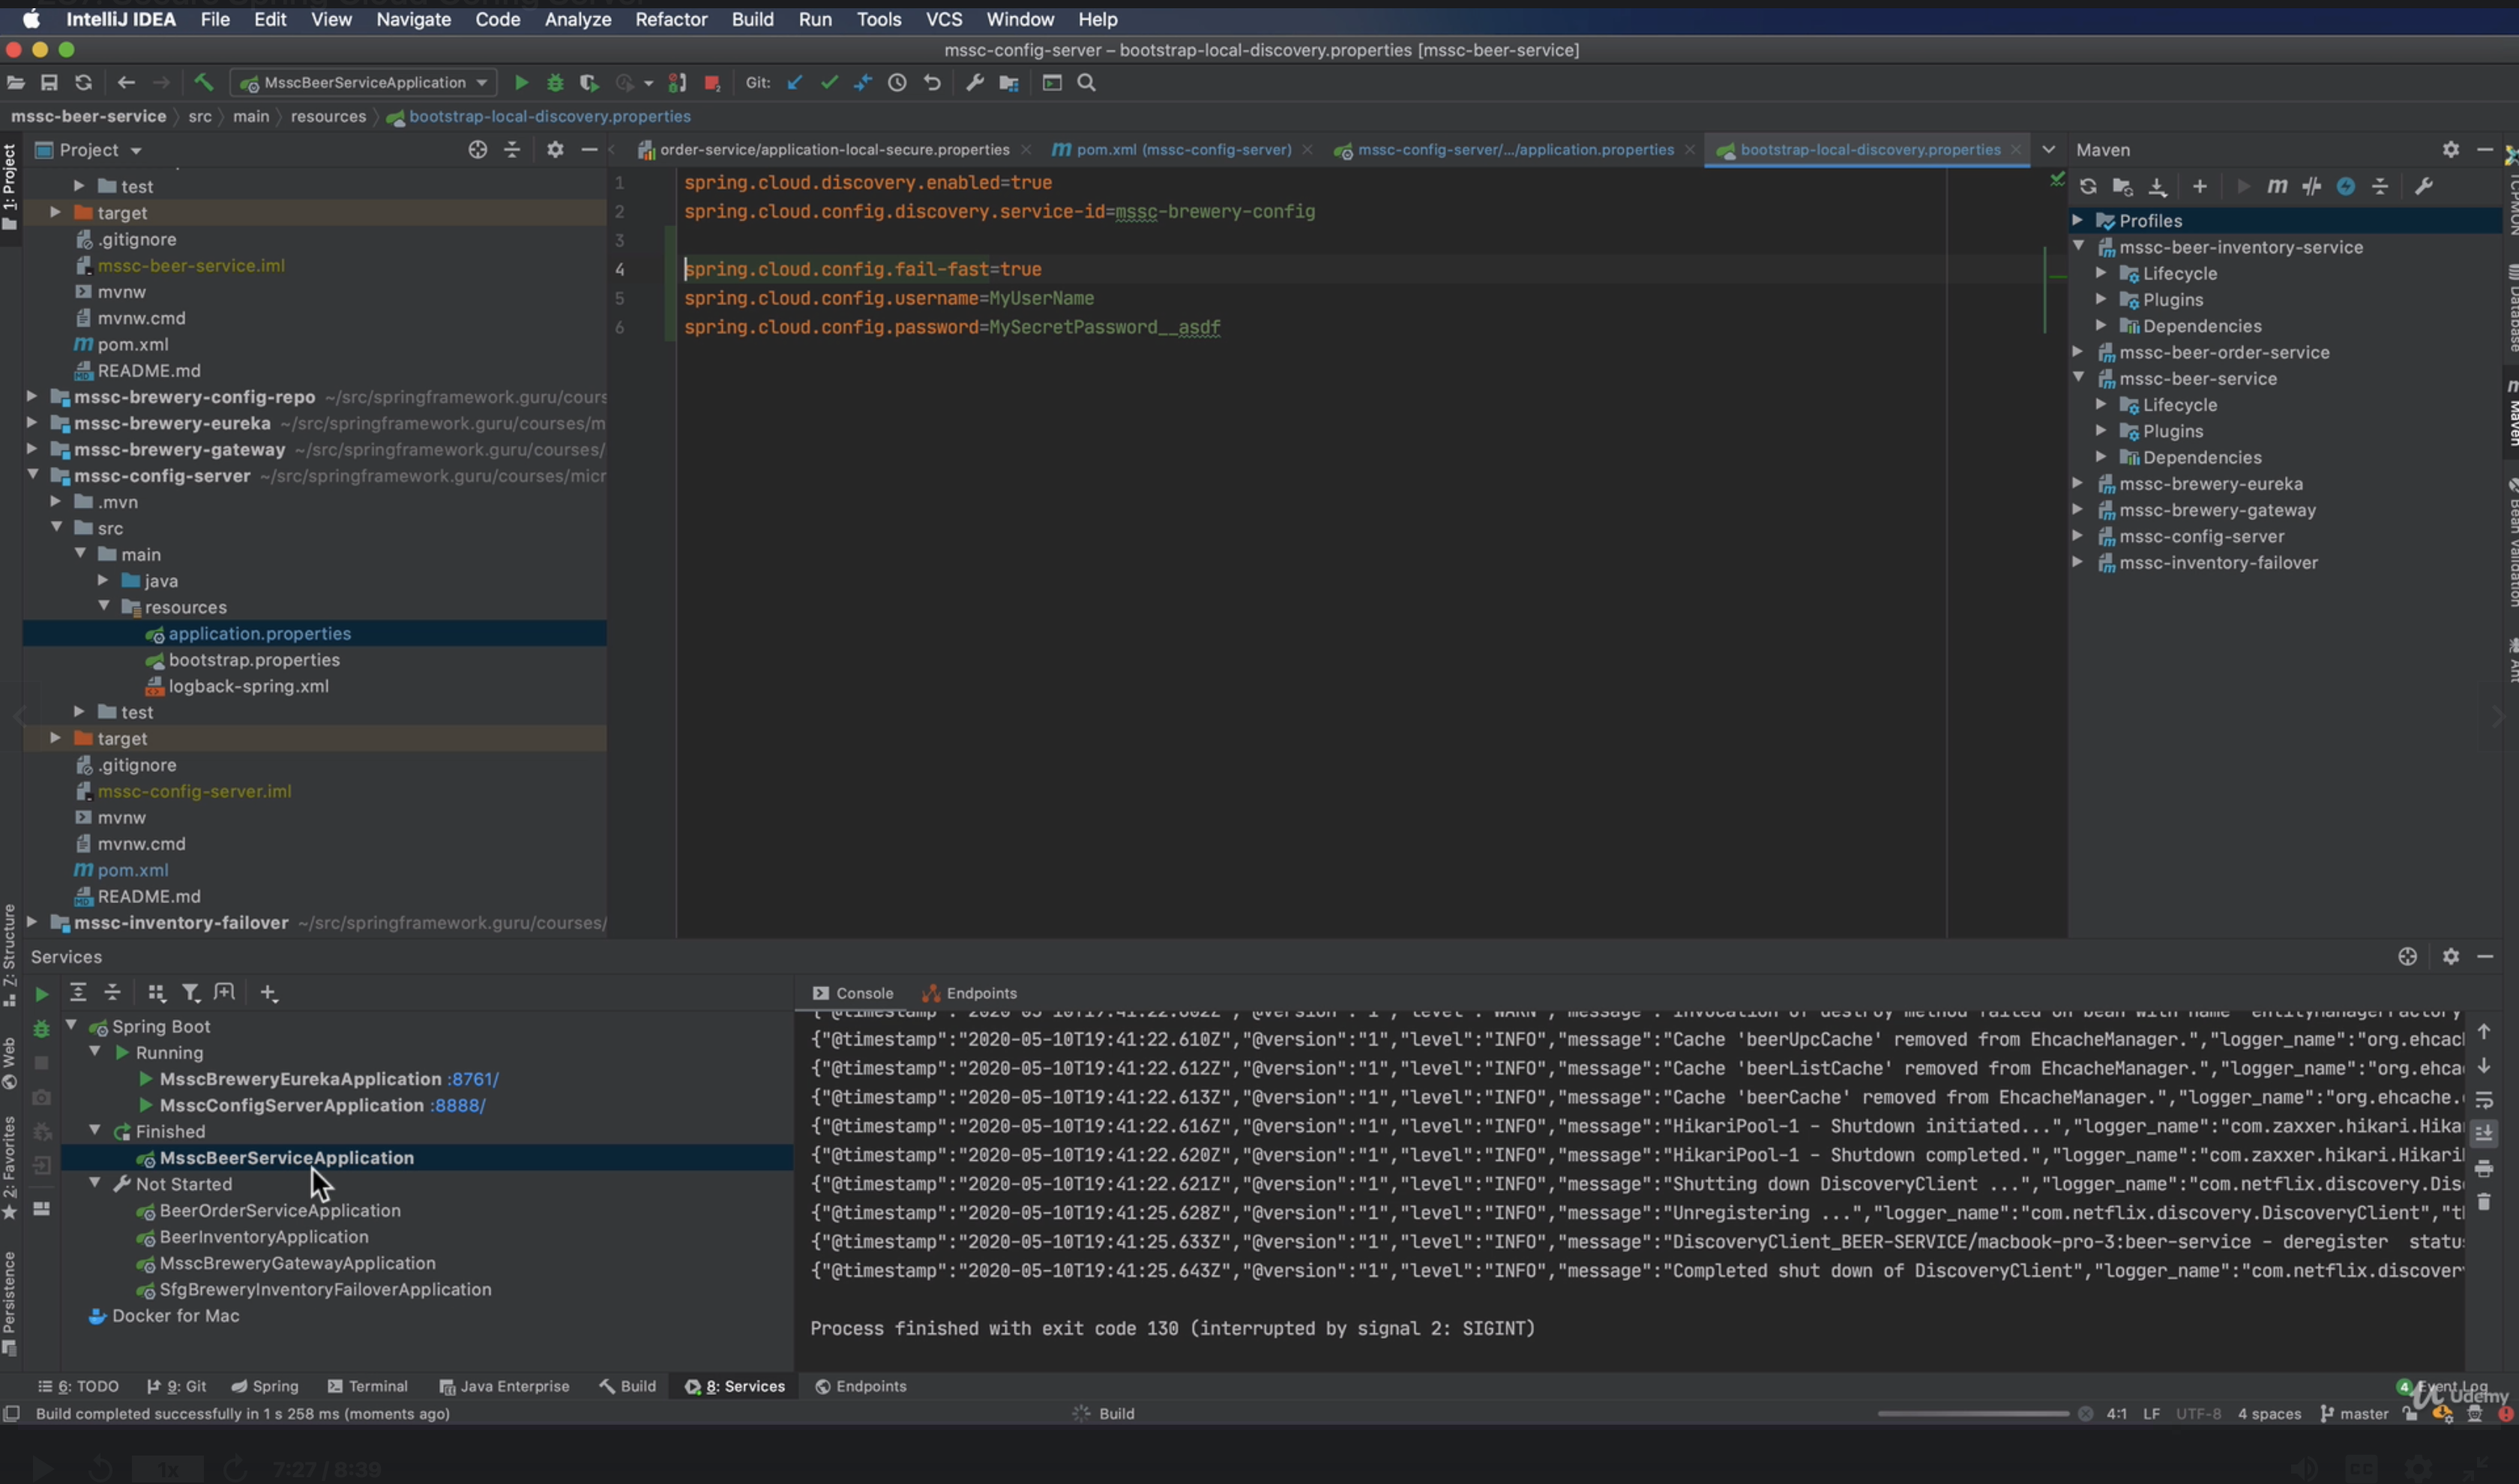 IntelliJ IDEA File Edit View Navigate Code Analyze Refactor Build Run Tools VCS Window Help
mssc-config-server – bootstrap-local-discovery.properties [mssc-beer-service]
MsscBeerServiceApplication Git:
mssc-beer-service src main resources bootstrap-local-discovery.properties
1: Project
Project
test
target
.gitignore
mssc-beer-service.iml
mvnw
mvnw.cmd
pom.xml
README.md
mssc-brewery-config-repo ~/src/springframework.guru/cours
mssc-brewery-eureka ~/src/springframework.guru/courses/m
mssc-brewery-gateway ~/src/springframework.guru/courses/
mssc-config-server ~/src/springframework.guru/courses/micr
.mvn
src
main
java
resources
application.properties
bootstrap.properties
logback-spring.xml
test
target
.gitignore
mssc-config-server.iml
mvnw
mvnw.cmd
pom.xml
README.md
mssc-inventory-failover ~/src/springframework.guru/courses/
order-service/application-local-secure.properties pom.xml (mssc-config-server) mssc-config-server/.../application.properties bootstrap-local-discovery.properties
1 spring.cloud.discovery.enabled=true
2 spring.cloud.config.discovery.service-id=mssc-brewery-config
3
4 spring.cloud.config.fail-fast=true
5 spring.cloud.config.username=MyUserName
6 spring.cloud.config.password=MySecretPassword__asdf
Maven
Profiles
mssc-beer-inventory-service
Lifecycle
Plugins
Dependencies
mssc-beer-order-service
mssc-beer-service
Lifecycle
Plugins
Dependencies
mssc-brewery-eureka
mssc-brewery-gateway
mssc-config-server
mssc-inventory-failover
Database
Maven
Bean Validation
Ant
Z: Structure
Web
2: Favorites
Persistence
Services
Spring Boot
Running
MsscBreweryEurekaApplication :8761/
MsscConfigServerApplication :8888/
Finished
MsscBeerServiceApplication
Not Started
BeerOrderServiceApplication
BeerInventoryApplication
MsscBreweryGatewayApplication
SfgBreweryInventoryFailoverApplication
Docker for Mac
Console Endpoints
{"@timestamp":"2020-05-10T19:41:22.610Z","@version":"1","level":"INFO","message":"Cache 'beerUpcCache' removed from EhcacheManager.","logger_name":"org.ehcac
{"@timestamp":"2020-05-10T19:41:22.612Z","@version":"1","level":"INFO","message":"Cache 'beerListCache' removed from EhcacheManager.","logger_name":"org.ehca
{"@timestamp":"2020-05-10T19:41:22.613Z","@version":"1","level":"INFO","message":"Cache 'beerCache' removed from EhcacheManager.","logger_name":"org.ehcache.
{"@timestamp":"2020-05-10T19:41:22.616Z","@version":"1","level":"INFO","message":"HikariPool-1 - Shutdown initiated...","logger_name":"com.zaxxer.hikari.Hika
{"@timestamp":"2020-05-10T19:41:22.620Z","@version":"1","level":"INFO","message":"HikariPool-1 - Shutdown completed.","logger_name":"com.zaxxer.hikari.Hikari
{"@timestamp":"2020-05-10T19:41:22.621Z","@version":"1","level":"INFO","message":"Shutting down DiscoveryClient ...","logger_name":"com.netflix.discovery.Dis
{"@timestamp":"2020-05-10T19:41:25.628Z","@version":"1","level":"INFO","message":"Unregistering ...","logger_name":"com.netflix.discovery.DiscoveryClient","t
{"@timestamp":"2020-05-10T19:41:25.633Z","@version":"1","level":"INFO","message":"DiscoveryClient_BEER-SERVICE/macbook-pro-3:beer-service - deregister  statu
{"@timestamp":"2020-05-10T19:41:25.643Z","@version":"1","level":"INFO","message":"Completed shut down of DiscoveryClient","logger_name":"com.netflix.discover
Process finished with exit code 130 (interrupted by signal 2: SIGINT)
6: TODO 9: Git Spring Terminal Java Enterprise Build 8: Services Endpoints 4 Event Log
Udemy
Build completed successfully in 1 s 258 ms (moments ago) Build 4:1 LF UTF-8 4 spaces master
1x 7:27 / 8:39 CC